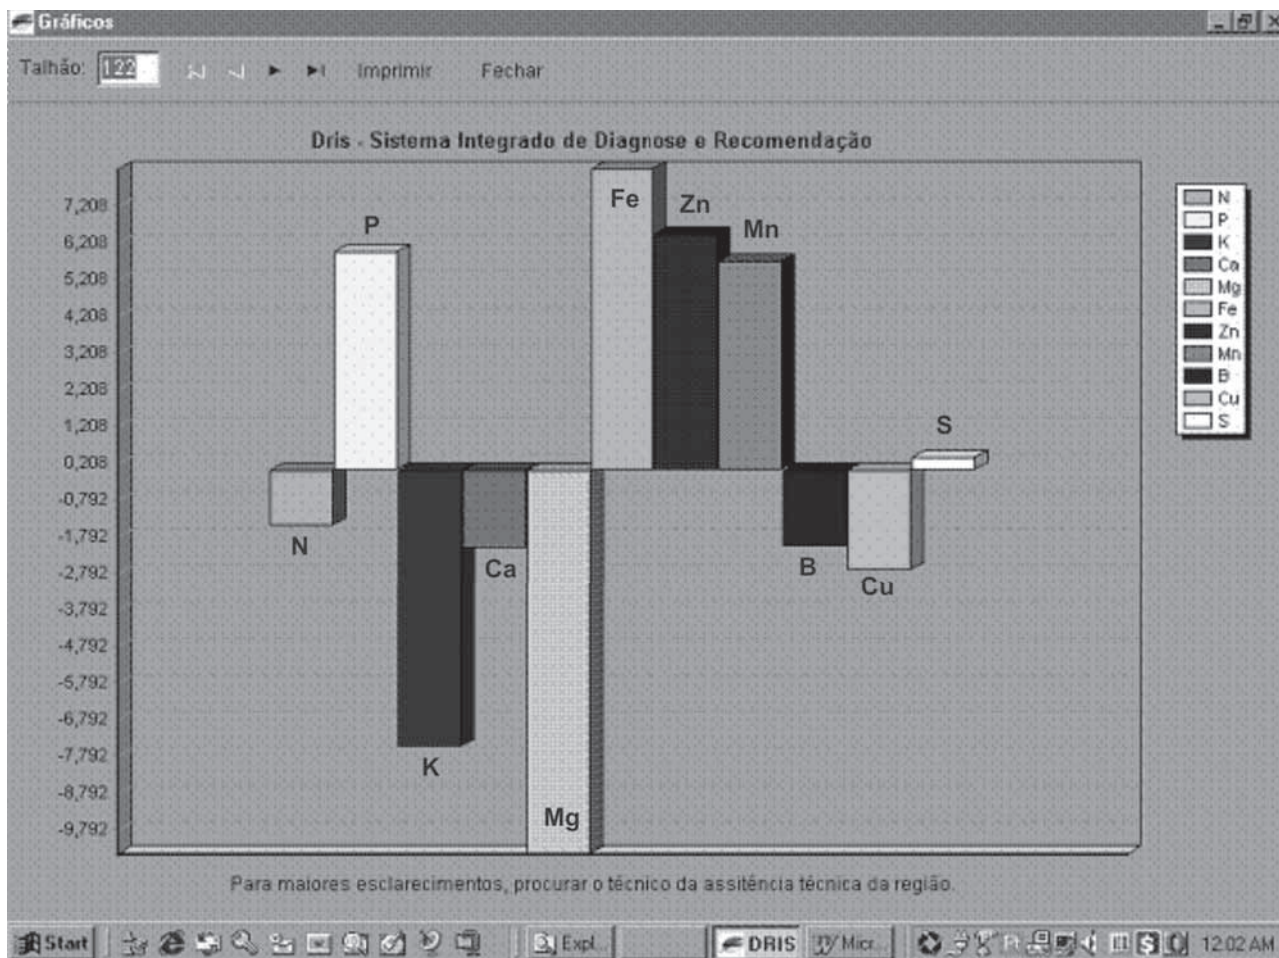 Gráficos
Talhão: 122 Imprimir Fechar
Dris - Sistema Integrado de Diagnose e Recomendação
7,208
6,208
5,208
4,208
3,208
2,208
1,208
0,208
-0,792
-1,792
-2,792
-3,792
-4,792
-5,792
-6,792
-7,792
-8,792
-9,792
P
Fe
Zn
Mn
S
N
Ca
B
Cu
K
Mg
N
P
K
Ca
Mg
Fe
Zn
Mn
B
Cu
S
Para maiores esclarecimentos, procurar o técnico da assitência técnica da região.
Start Expl... DRIS Micr... 12:02 AM